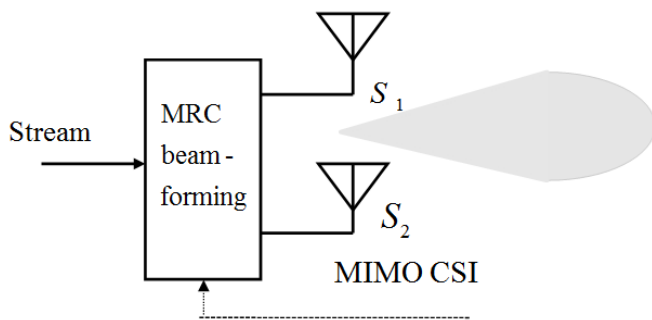 Stream
MRC
beam-
forming
S1
S2
MIMO CSI